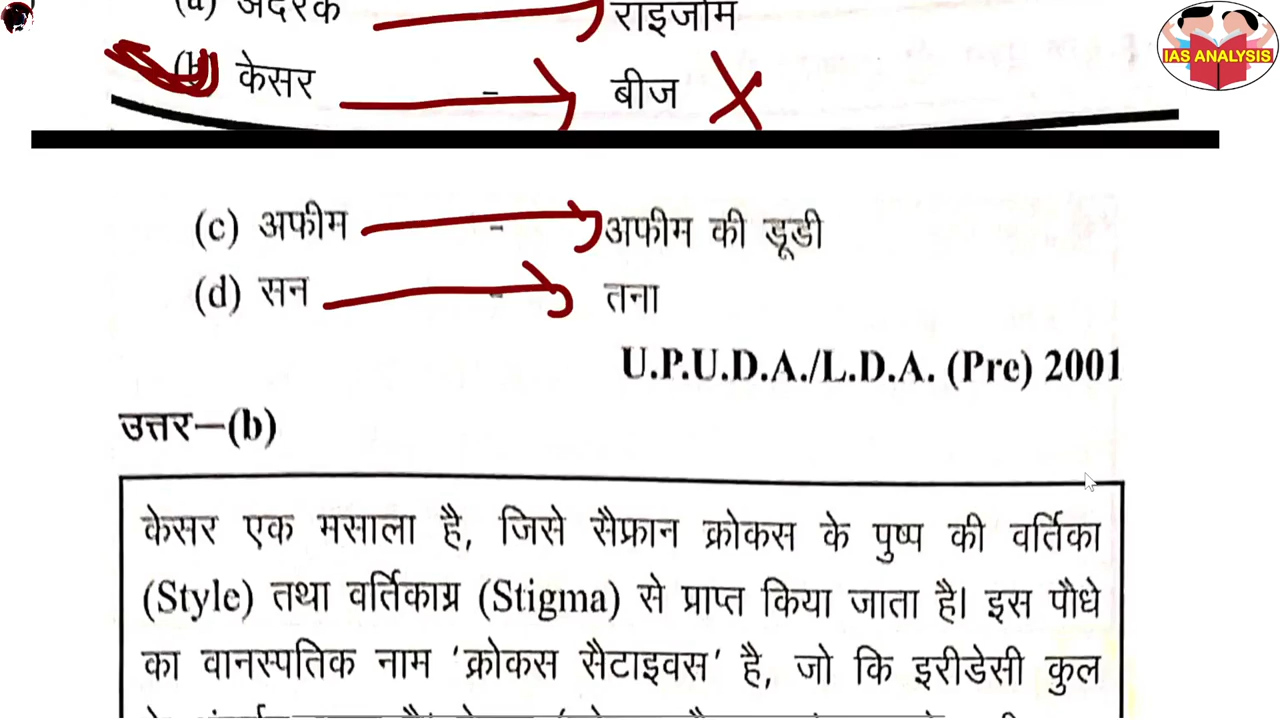 (a) अदरक - राइजोम
IAS ANALYSIS
(b) केसर - बीज
(c) अफीम - अफीम की डूडी
(d) सन - तना
U.P.U.D.A./L.D.A. (Pre) 2001
उत्तर–(b)
केसर एक मसाला है, जिसे सैफ्रान क्रोकस के पुष्प की वर्तिका
(Style) तथा वर्तिकाग्र (Stigma) से प्राप्त किया जाता है। इस पौधे
का वानस्पतिक नाम 'क्रोकस सैटाइवस' है, जो कि इरीडेसी कुल